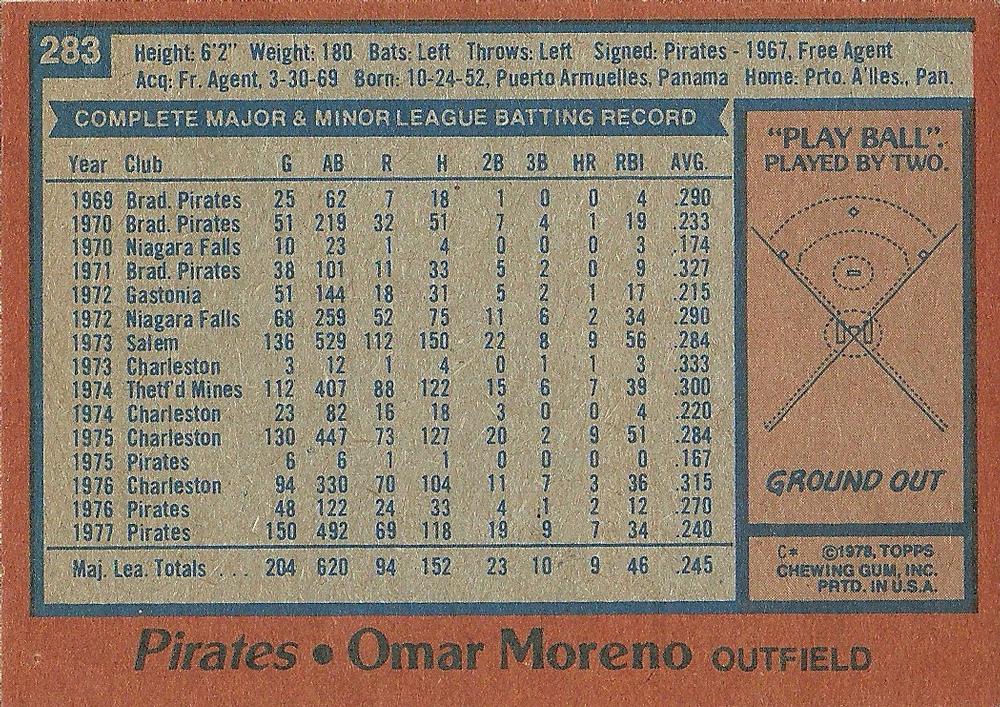 283
Height: 6'2" Weight: 180 Bats: Left Throws: Left Signed: Pirates - 1967, Free Agent
Acq: Fr. Agent, 3-30-69 Born: 10-24-52, Puerto Armuelles, Panama Home: Prto. A'lles., Pan.
COMPLETE MAJOR & MINOR LEAGUE BATTING RECORD
Year Club G AB R H 2B 3B HR RBI AVG.
1969 Brad. Pirates 25 62 7 18 1 0 0 4 .290
1970 Brad. Pirates 51 219 32 51 7 4 1 19 .233
1970 Niagara Falls 10 23 1 4 0 0 0 3 .174
1971 Brad. Pirates 38 101 11 33 5 2 0 9 .327
1972 Gastonia 51 144 18 31 5 2 1 17 .215
1972 Niagara Falls 68 259 52 75 11 6 2 34 .290
1973 Salem 136 529 112 150 22 8 9 56 .284
1973 Charleston 3 12 1 4 0 1 1 3 .333
1974 Thetf'd Mines 112 407 88 122 15 6 7 39 .300
1974 Charleston 23 82 16 18 3 0 0 4 .220
1975 Charleston 130 447 73 127 20 2 9 51 .284
1975 Pirates 6 6 1 1 0 0 0 0 .167
1976 Charleston 94 330 70 104 11 7 3 36 .315
1976 Pirates 48 122 24 33 4 1 2 12 .270
1977 Pirates 150 492 69 118 19 9 7 34 .240
Maj. Lea. Totals . . . 204 620 94 152 23 10 9 46 .245
"PLAY BALL".
PLAYED BY TWO.
GROUND OUT
C* ©1978, TOPPS
CHEWING GUM, INC.
PRTD. IN U.S.A.
Pirates • Omar Moreno OUTFIELD